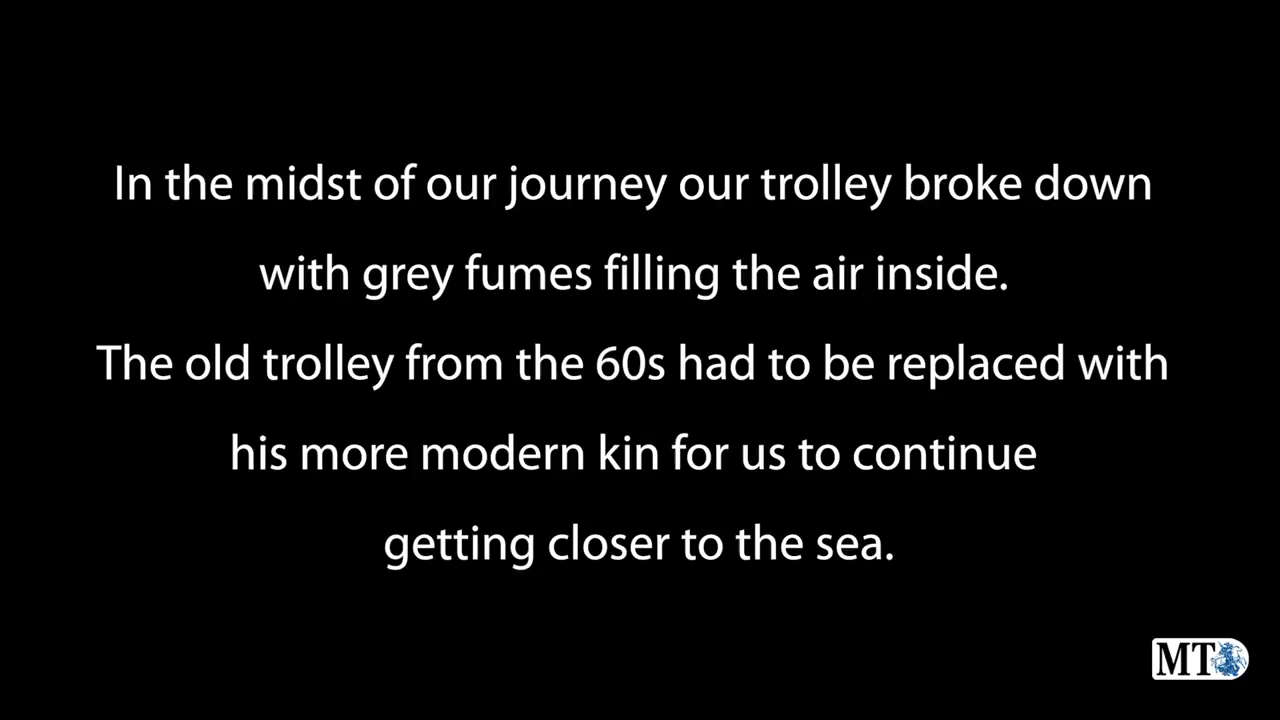 In the midst of our journey our trolley broke down
with grey fumes filling the air inside.
The old trolley from the 60s had to be replaced with
his more modern kin for us to continue
getting closer to the sea.
MT